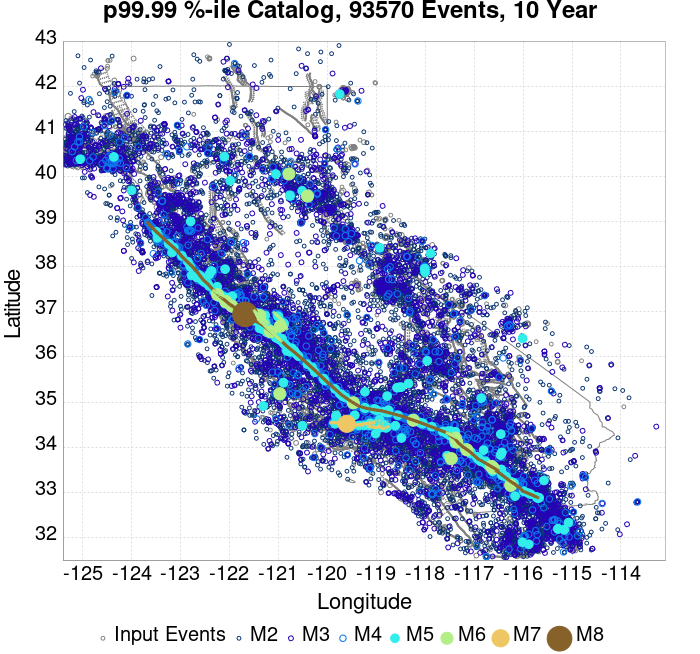 p99.99 %-ile Catalog, 93570 Events, 10 Year
43
42
41
40
39
38
37
36
35
34
33
32
Latitude
-125 -124 -123 -122 -121 -120 -119 -118 -117 -116 -115 -114
Longitude
Input Events M2 M3 M4 M5 M6 M7 M8